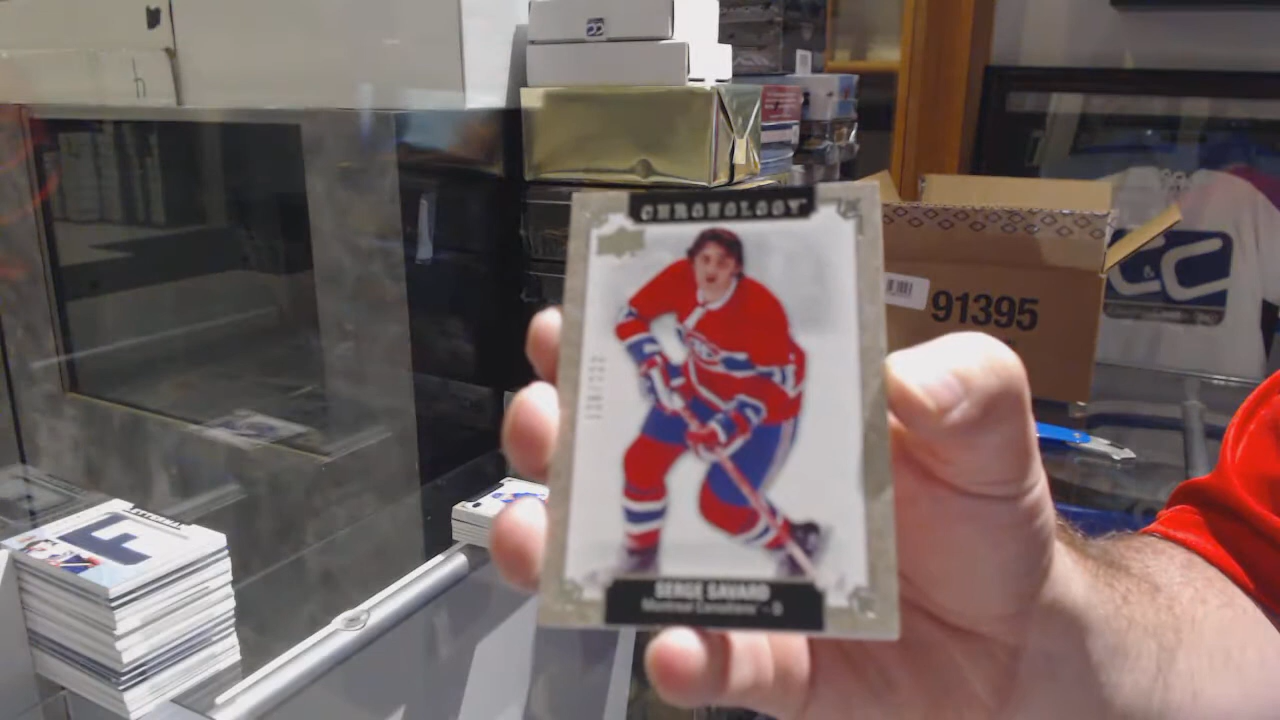 CHRONOLOGY
SERGE SAVARD
Montreal Canadiens - D
91395
& C
F